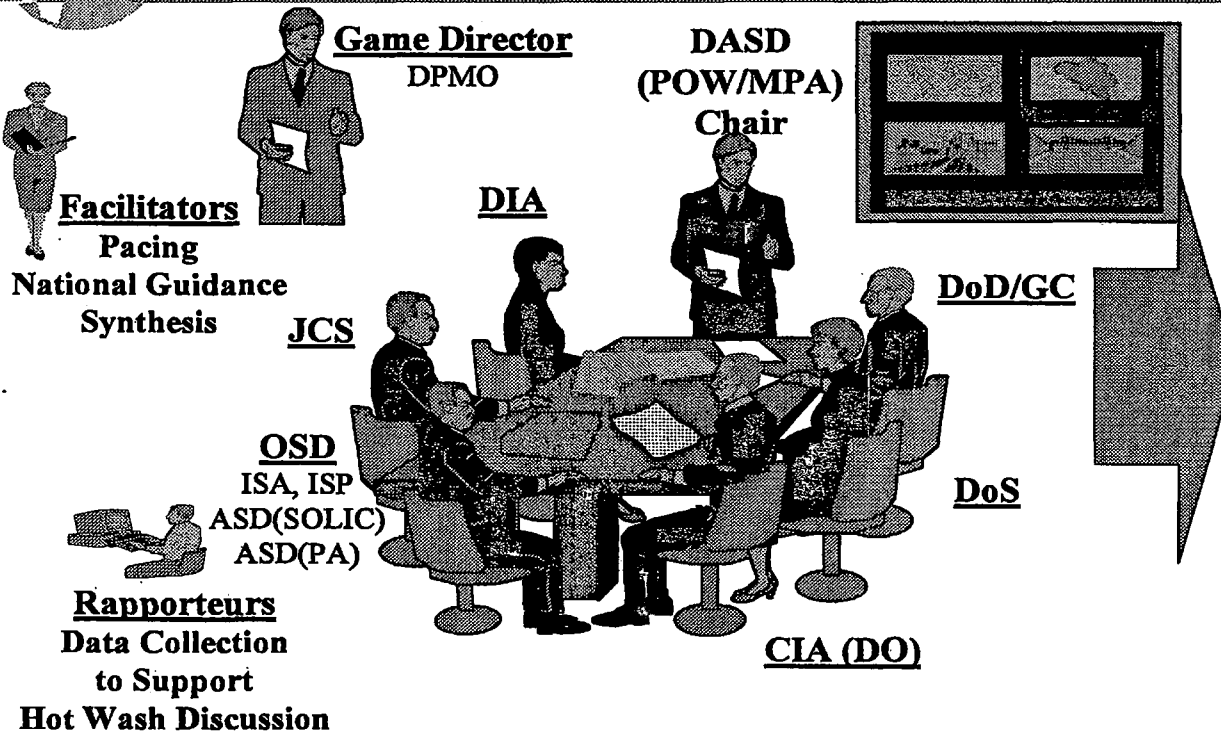 Game Director
DPMO
DASD
(POW/MPA)
Chair
Facilitators
Pacing
National Guidance
Synthesis
DIA
DoD/GC
JCS
OSD
ISA, ISP
ASD(SOLIC)
ASD(PA)
DoS
Rapporteurs
Data Collection
to Support
Hot Wash Discussion
CIA (DO)